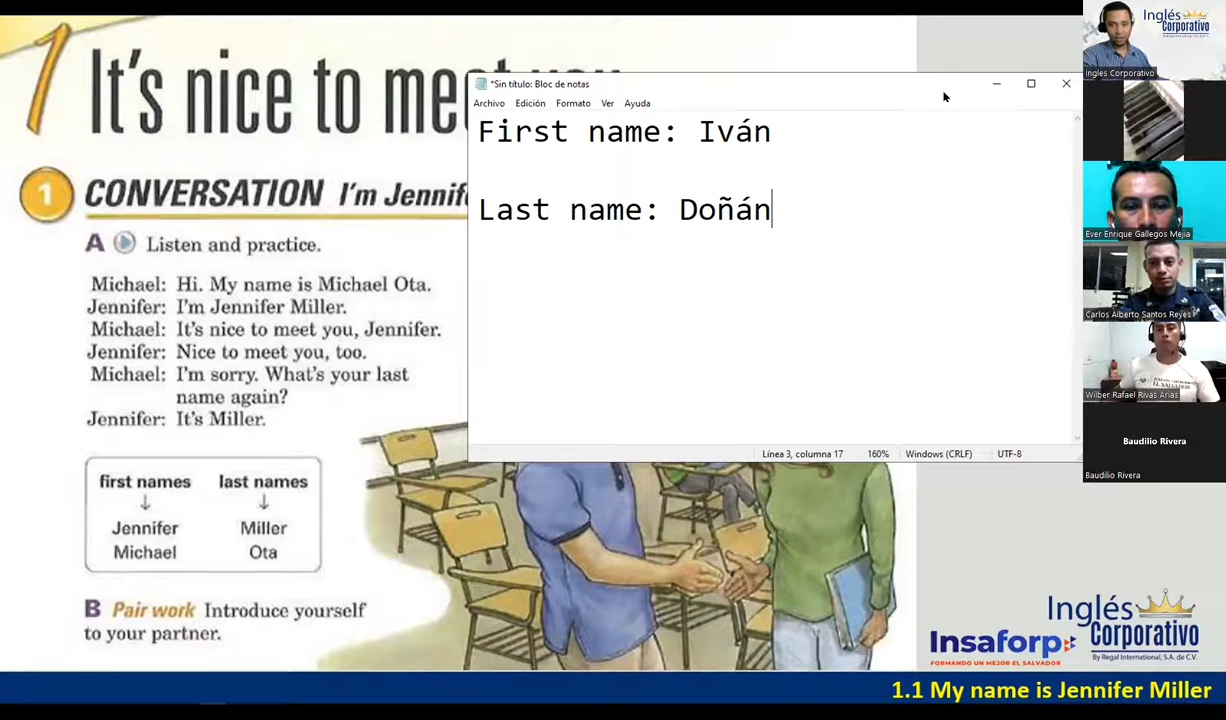 1 It's nice to me
1 CONVERSATION I'm Jennife
A Listen and practice.
Michael: Hi. My name is Michael Ota.
Jennifer: I'm Jennifer Miller.
Michael: It's nice to meet you, Jennifer.
Jennifer: Nice to meet you, too.
Michael: I'm sorry. What's your last
name again?
Jennifer: It's Miller.
first names last names
Jennifer Miller
Michael Ota
B Pair work Introduce yourself
to your partner.
*Sin título: Bloc de notas
Archivo Edición Formato Ver Ayuda
First name: Iván
Last name: Doñán
Línea 3, columna 17 160% Windows (CRLF) UTF-8
Inglés
Corporativo
Inglés Corporativo
Ever Enrique Gallegos Mejia
Carlos Alberto Santos Reyes
Wilber Rafael Rivas Arias
Baudilio Rivera
Baudilio Rivera
Insaforp
FORMANDO UN MEJOR EL SALVADOR
Inglés
Corporativo
By Regal International, S.A. de C.V.
1.1 My name is Jennifer Miller